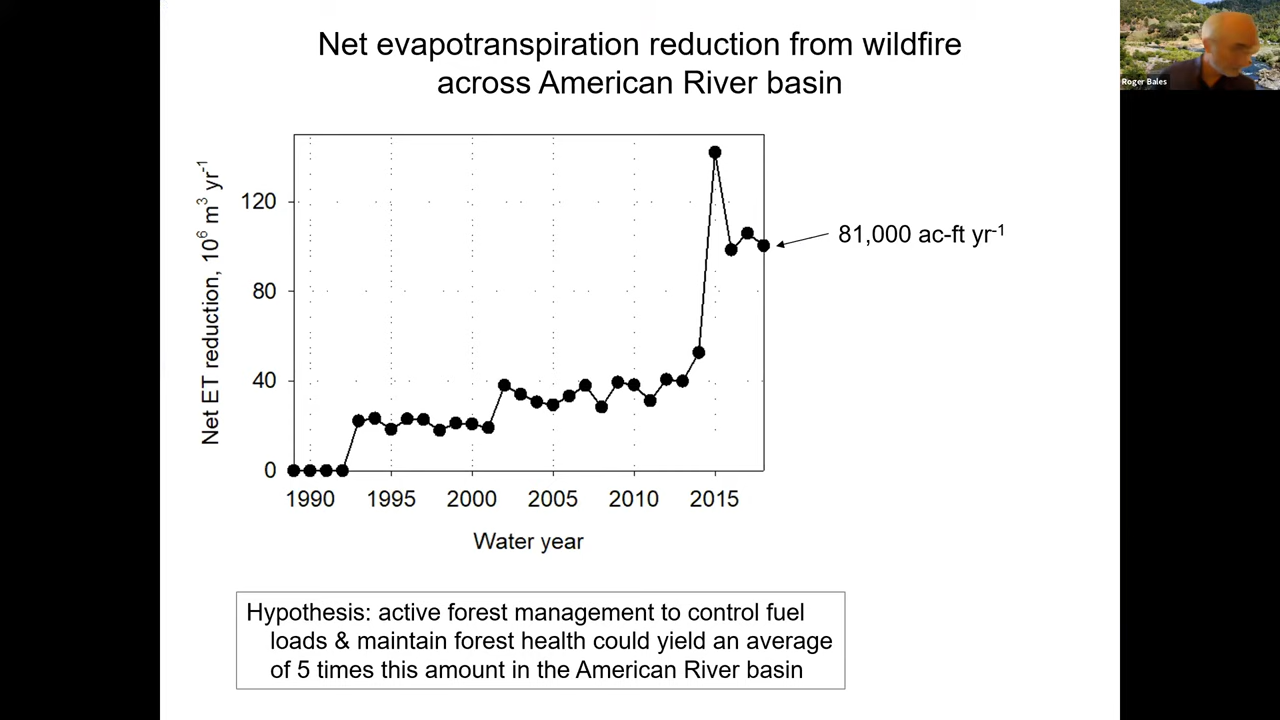 Net evapotranspiration reduction from wildfire
across American River basin
Roger Bales
Net ET reduction, 10⁶ m³ yr⁻¹
120
80
40
0
81,000 ac-ft yr⁻¹
1990 1995 2000 2005 2010 2015
Water year
Hypothesis: active forest management to control fuel
loads & maintain forest health could yield an average
of 5 times this amount in the American River basin